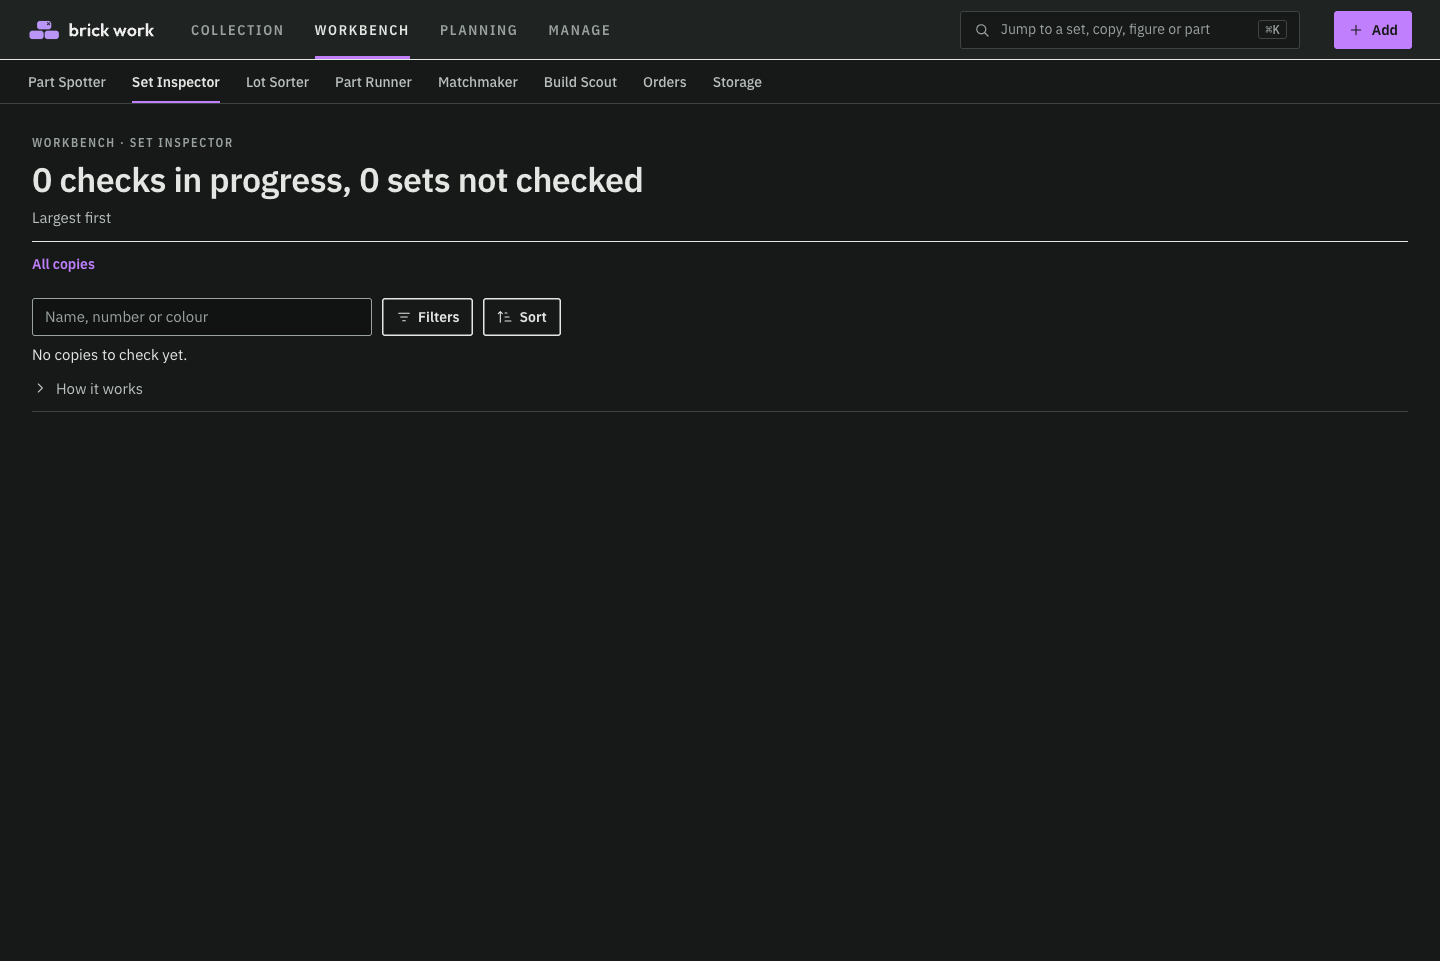 brick work
COLLECTION
WORKBENCH
PLANNING
MANAGE
Jump to a set, copy, figure or part
⌘K
Add
Part Spotter
Set Inspector
Lot Sorter
Part Runner
Matchmaker
Build Scout
Orders
Storage
WORKBENCH · SET INSPECTOR
0 checks in progress, 0 sets not checked
Largest first
All copies
Name, number or colour
Filters
Sort
No copies to check yet.
How it works